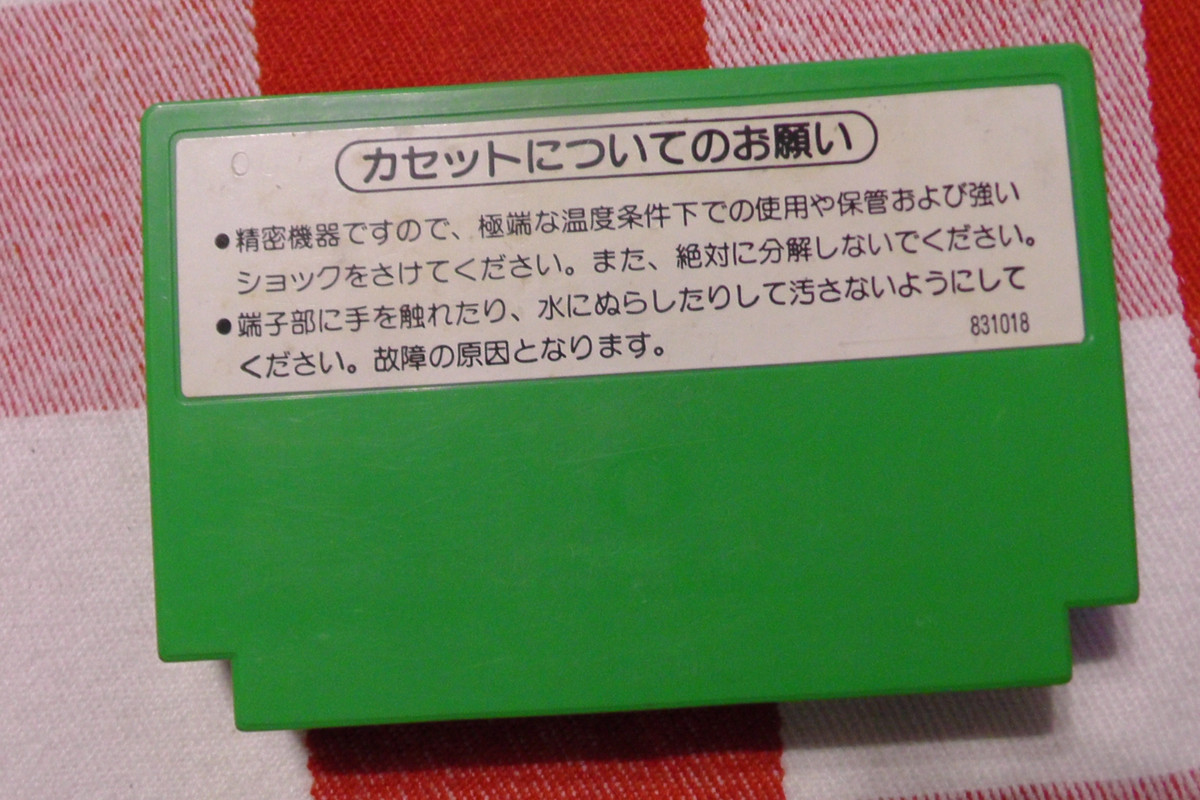 カセットについてのお願い
●精密機器ですので、極端な温度条件下での使用や保管および強い
ショックをさけてください。また、絶対に分解しないでください。
●端子部に手を触れたり、水にぬらしたりして汚さないようにして
ください。故障の原因となります。
831018